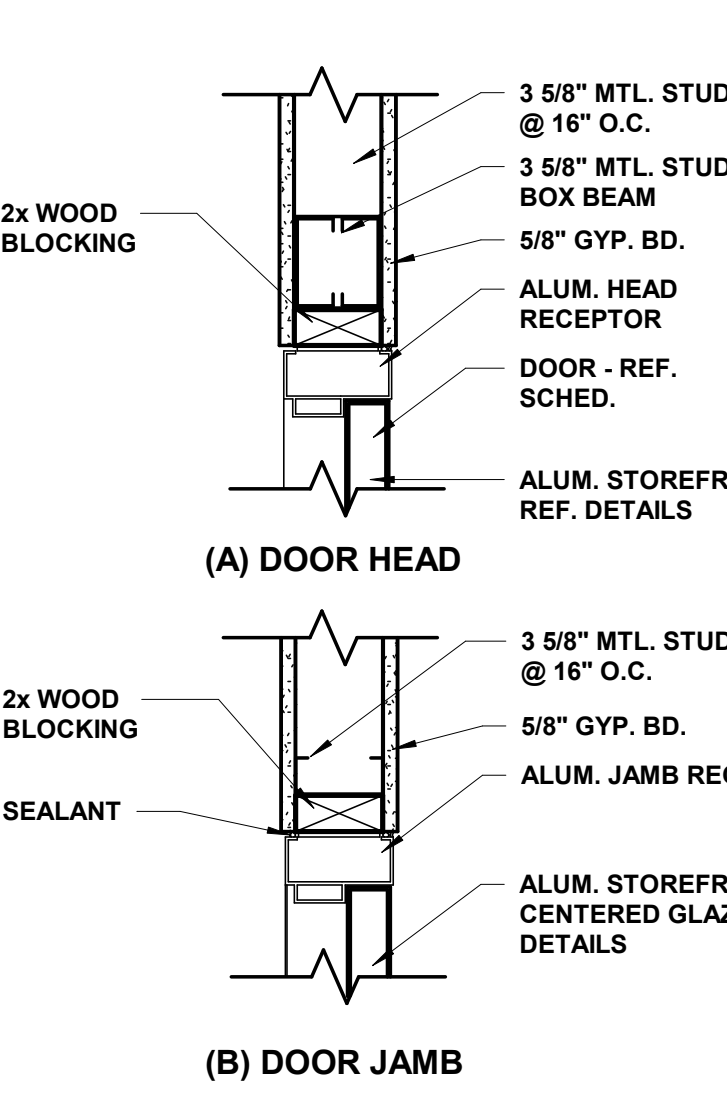 3 5/8" MTL. STUD
@ 16" O.C.
3 5/8" MTL. STUD
BOX BEAM
2x WOOD
BLOCKING
5/8" GYP. BD.
ALUM. HEAD
RECEPTOR
DOOR - REF.
SCHED.
ALUM. STOREFR
REF. DETAILS
(A) DOOR HEAD
3 5/8" MTL. STUD
@ 16" O.C.
2x WOOD
BLOCKING
5/8" GYP. BD.
ALUM. JAMB REC
SEALANT
ALUM. STOREFR
CENTERED GLAZ
DETAILS
(B) DOOR JAMB